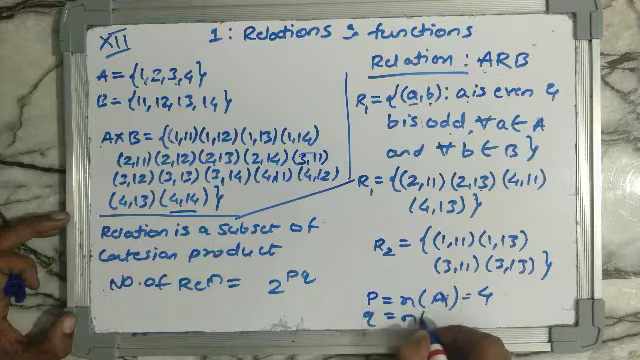 XII
1: Relations & functions
A = {1,2,3,4}
B = {11, 12, 13, 14}
A×B = {(1,11)(1,12)(1,13)(1,14)
(2,11)(2,12)(2,13)(2,14)(3,11)
(3,12)(3,13)(3,14)(4,11)(4,12)
(4,13)(4,14)}
Relation is a subset of
Cartesian product
No. of Relⁿ = 2^pq
Relation: ARB
R₁ = {(a,b): a is even &
b is odd, ∀ a ∈ A
and ∀ b ∈ B}
R₁ = {(2,11)(2,13)(4,11)
(4,13)}
R₂ = {(1,11)(1,13)
(3,11)(3,13)}
P = n(A) = 4
q = n(